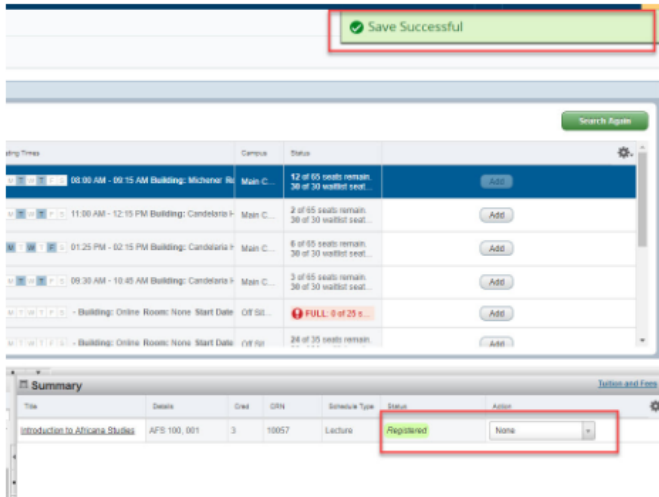 Save Successful
Search Again
Meeting Times Campus Status
M T W T F S 08:00 AM - 09:15 AM Building: Michener Ro Main C... 12 of 65 seats remain.
30 of 30 waitlist seat... Add
M T W T F S 11:00 AM - 12:15 PM Building: Candelaria H Main C... 2 of 65 seats remain.
30 of 30 waitlist seat... Add
M T W T F S 01:25 PM - 02:15 PM Building: Candelaria H Main C... 6 of 65 seats remain.
30 of 30 waitlist seat... Add
M T W T F S 09:30 AM - 10:45 AM Building: Candelaria H Main C... 3 of 65 seats remain.
30 of 30 waitlist seat... Add
M T W T F S - Building: Online Room: None Start Date Off Sit... FULL: 0 of 25 s... Add
M T W T F S - Building: Online Room: None Start Date Off Sit... 24 of 35 seats remain. Add
Summary Tuition and Fees
Title Details Cred CRN Schedule Type Status Action
Introduction to Africana Studies AFS 100, 001 3 10057 Lecture Registered None